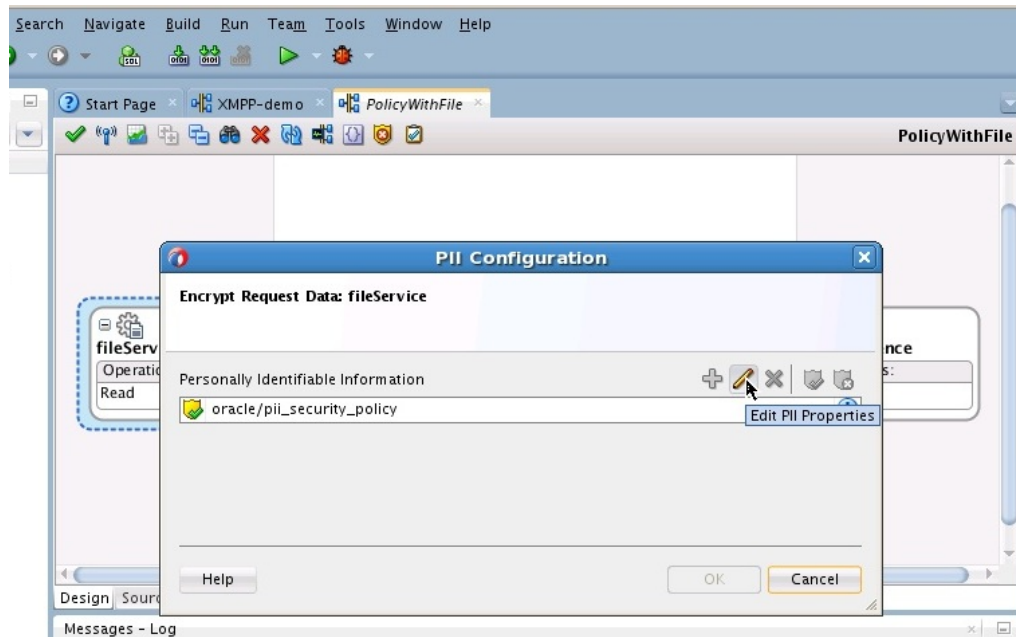 Search Navigate Build Run Team Tools Window Help
SQL
Start Page XMPP-demo PolicyWithFile
PolicyWithFile
PII Configuration
Encrypt Request Data: fileService
fileServ
nce
Operatio
s:
Personally Identifiable Information
Read
oracle/pii_security_policy
Edit PII Properties
Help OK Cancel
Design Sourc
Messages - Log